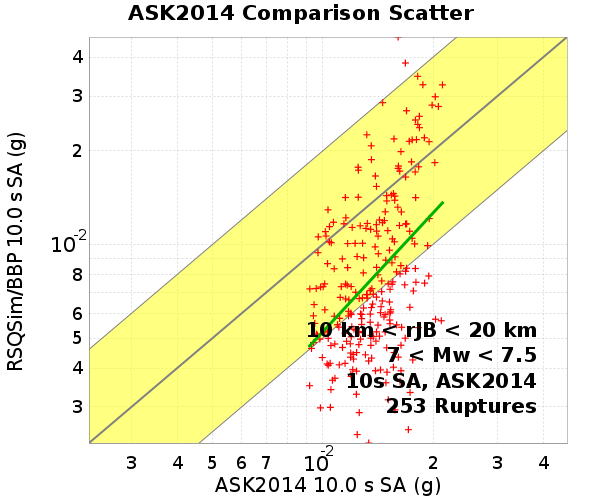 ASK2014 Comparison Scatter
RSQSim/BBP 10.0 s SA (g)
4
3
2
10-2
8
6
5
4
3
10 km < rJB < 20 km
7 < Mw < 7.5
10s SA, ASK2014
253 Ruptures
3 4 5 6 7 10-2 2 3 4
ASK2014 10.0 s SA (g)